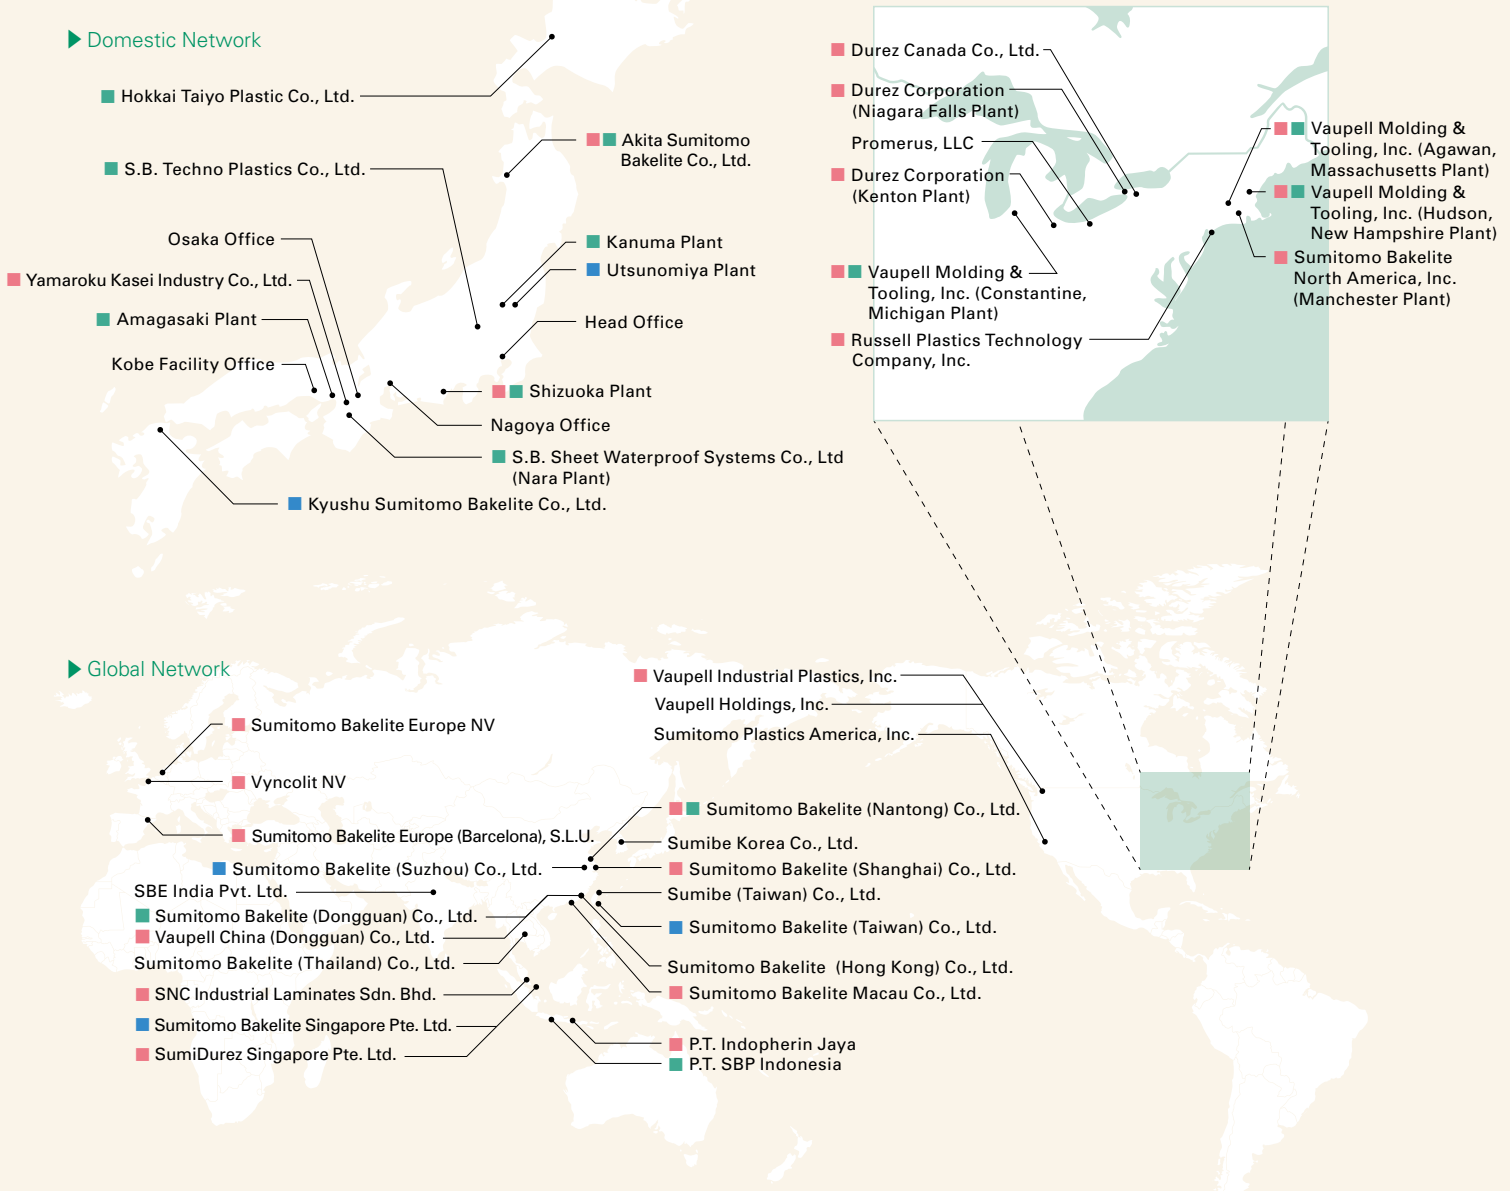 Domestic Network
Hokkai Taiyo Plastic Co., Ltd.
S.B. Techno Plastics Co., Ltd.
Osaka Office
Yamaroku Kasei Industry Co., Ltd.
Amagasaki Plant
Kobe Facility Office
Akita Sumitomo
Bakelite Co., Ltd.
Kanuma Plant
Utsunomiya Plant
Head Office
Shizuoka Plant
Nagoya Office
S.B. Sheet Waterproof Systems Co., Ltd
(Nara Plant)
Kyushu Sumitomo Bakelite Co., Ltd.
Durez Canada Co., Ltd.
Durez Corporation
(Niagara Falls Plant)
Promerus, LLC
Durez Corporation
(Kenton Plant)
Vaupell Molding &
Tooling, Inc. (Constantine,
Michigan Plant)
Russell Plastics Technology
Company, Inc.
Vaupell Molding &
Tooling, Inc. (Agawan,
Massachusetts Plant)
Vaupell Molding &
Tooling, Inc. (Hudson,
New Hampshire Plant)
Sumitomo Bakelite
North America, Inc.
(Manchester Plant)
Global Network
Sumitomo Bakelite Europe NV
Vyncolit NV
Sumitomo Bakelite Europe (Barcelona), S.L.U.
Sumitomo Bakelite (Suzhou) Co., Ltd.
SBE India Pvt. Ltd.
Sumitomo Bakelite (Dongguan) Co., Ltd.
Vaupell China (Dongguan) Co., Ltd.
Sumitomo Bakelite (Thailand) Co., Ltd.
SNC Industrial Laminates Sdn. Bhd.
Sumitomo Bakelite Singapore Pte. Ltd.
SumiDurez Singapore Pte. Ltd.
Vaupell Industrial Plastics, Inc.
Vaupell Holdings, Inc.
Sumitomo Plastics America, Inc.
Sumitomo Bakelite (Nantong) Co., Ltd.
Sumibe Korea Co., Ltd.
Sumitomo Bakelite (Shanghai) Co., Ltd.
Sumibe (Taiwan) Co., Ltd.
Sumitomo Bakelite (Taiwan) Co., Ltd.
Sumitomo Bakelite (Hong Kong) Co., Ltd.
Sumitomo Bakelite Macau Co., Ltd.
P.T. Indopherin Jaya
P.T. SBP Indonesia